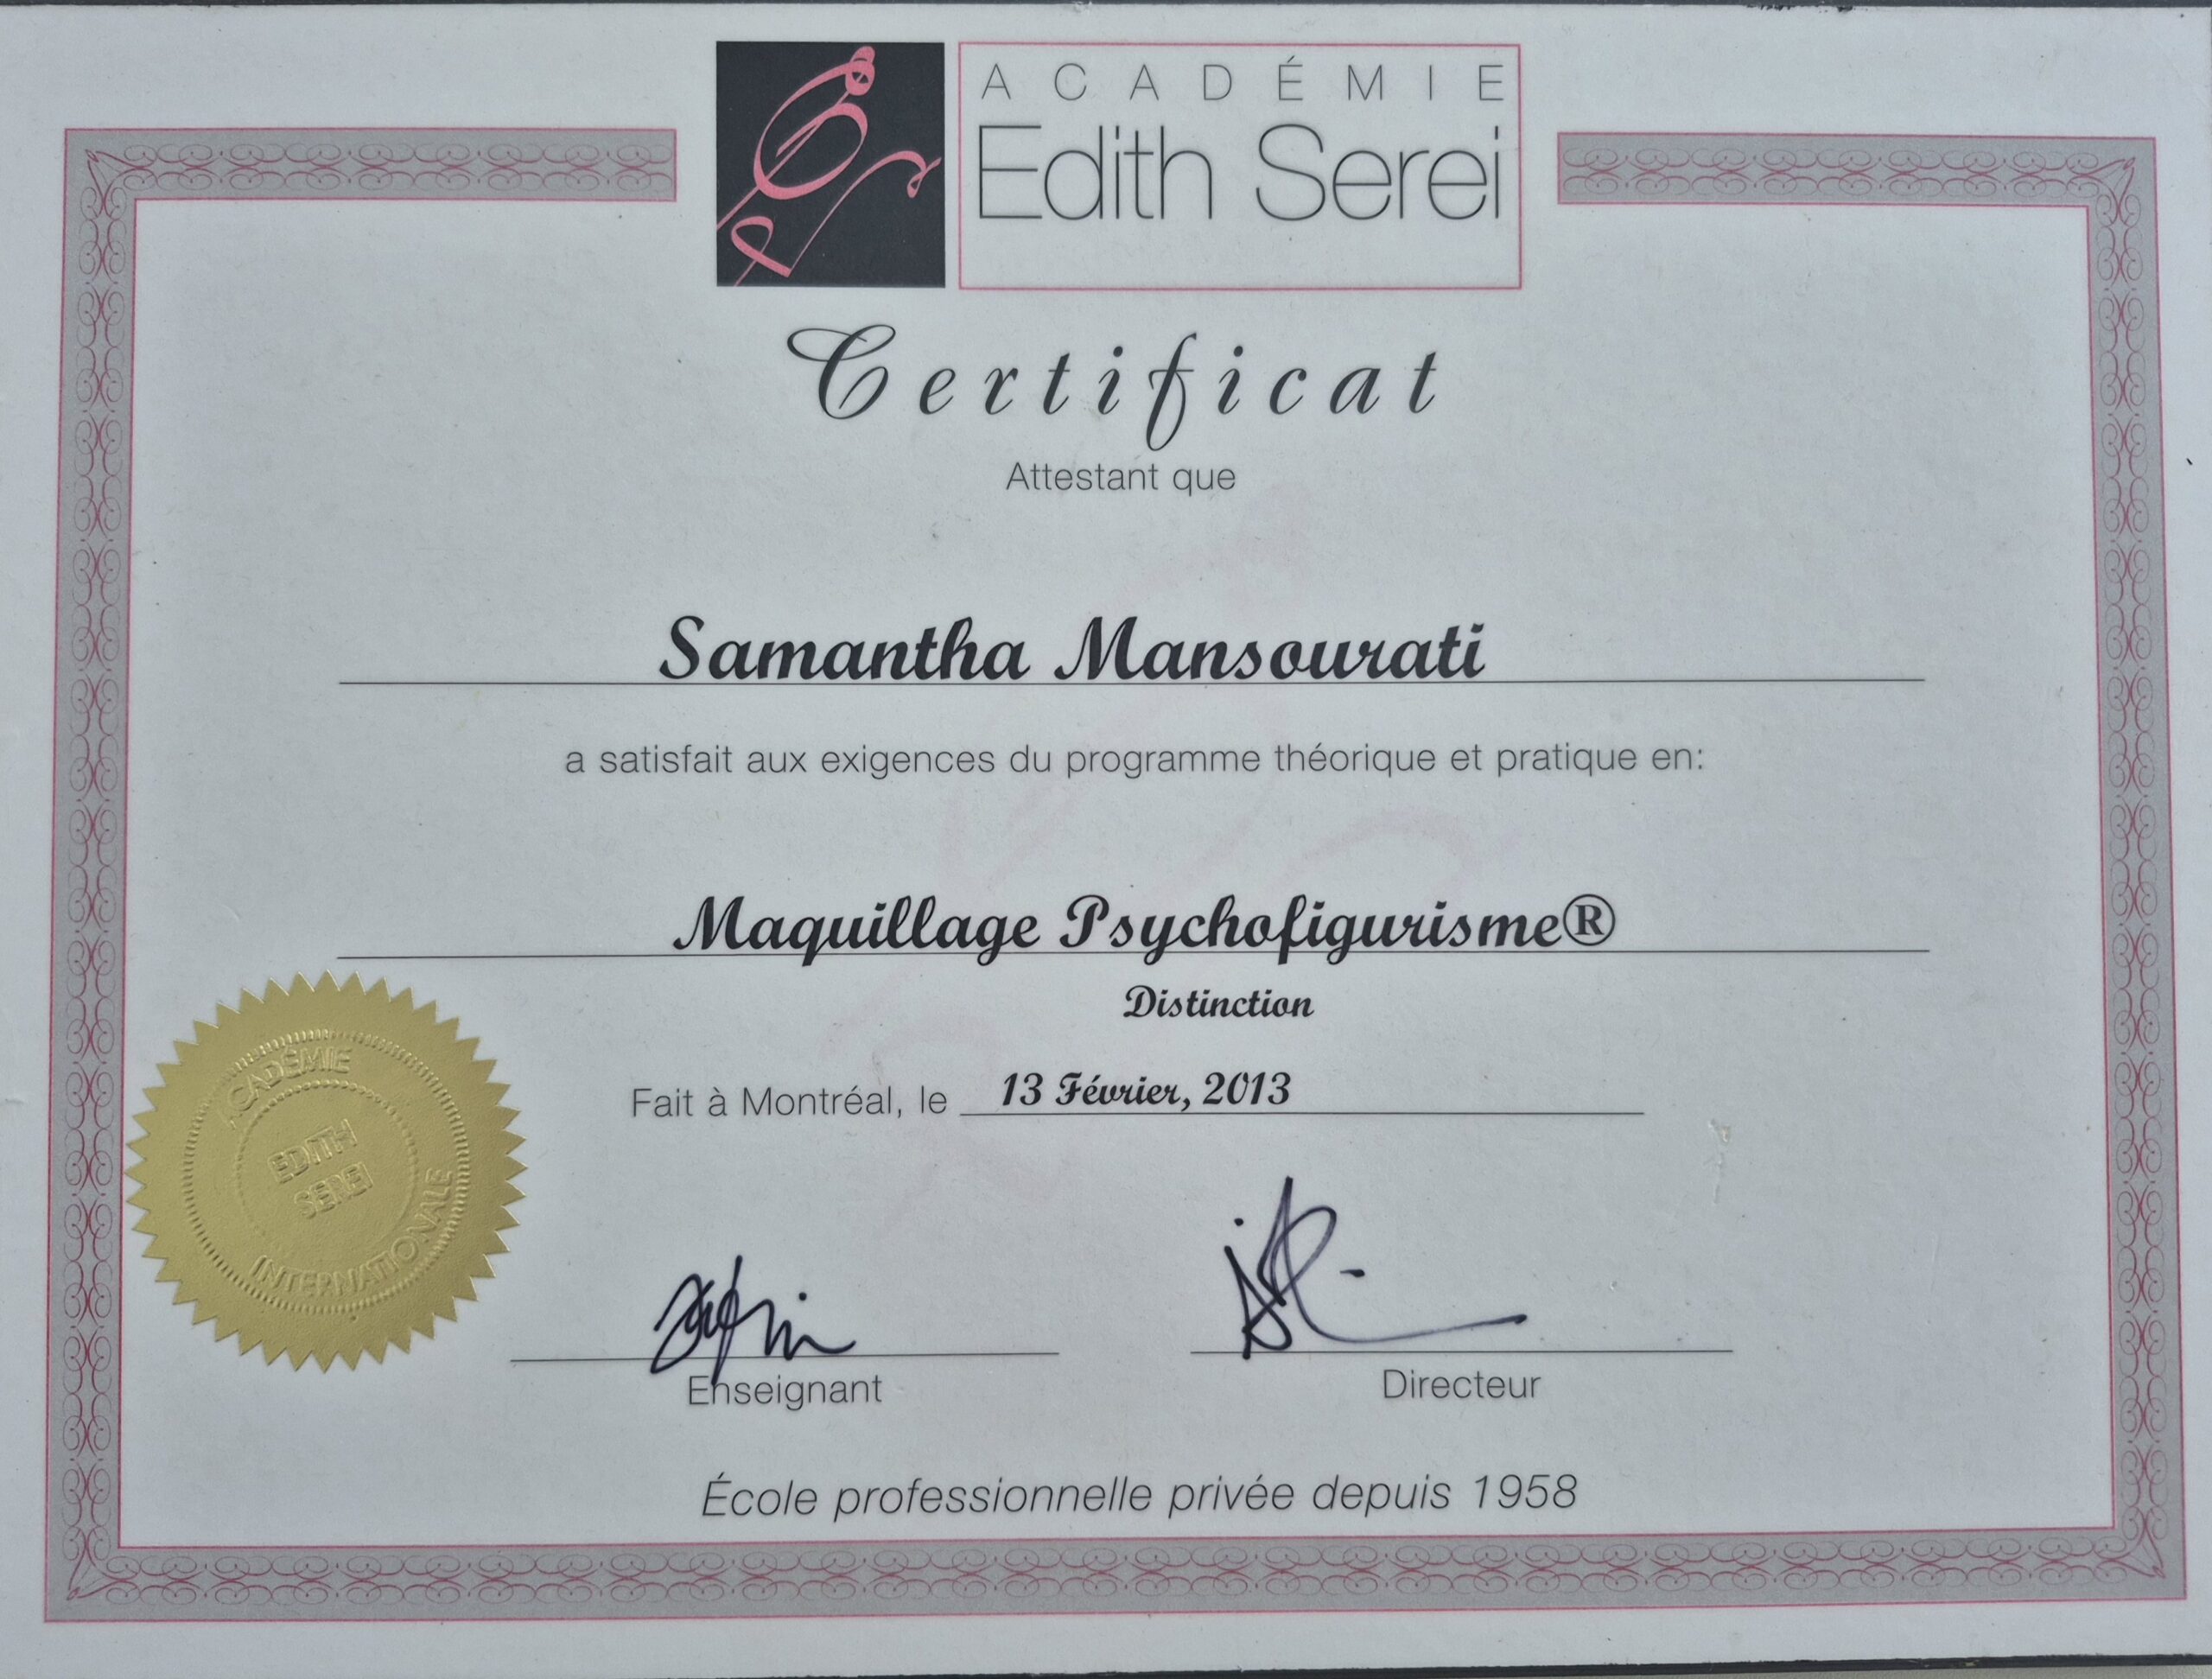 ACADÉMIE
Edith Serei
Certificat
Attestant que
Samantha Mansourati
a satisfait aux exigences du programme théorique et pratique en:
Maquillage Psychofigurisme®
Distinction
Fait à Montréal, le 13 Février, 2013
ACADÉMIE
EDITH
SEREI
INTERNATIONALE
Enseignant
Directeur
École professionnelle privée depuis 1958